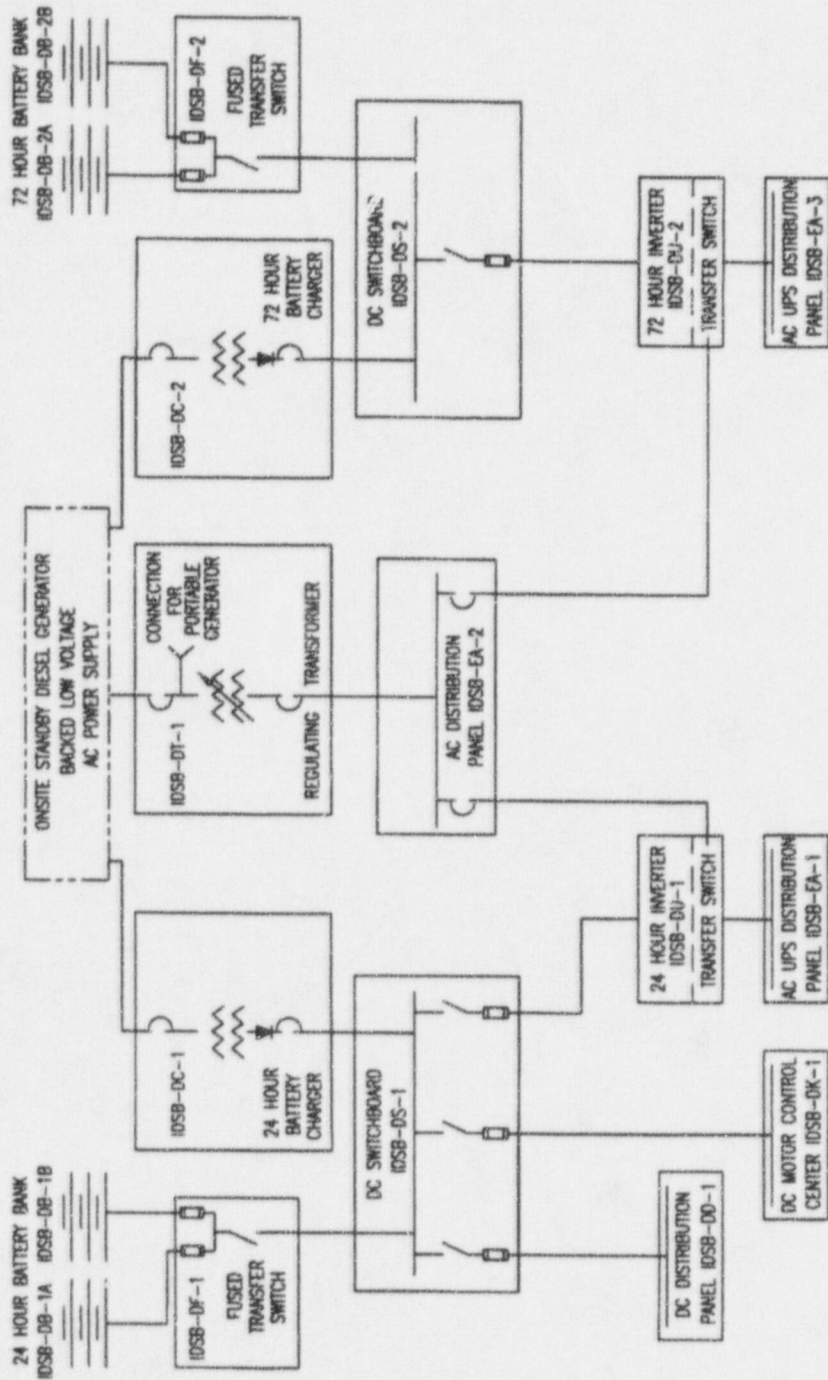 24 HOUR BATTERY BANK
IDSB-DB-1A IDSB-DB-1B
IDSB-DF-1
FUSED
TRANSFER
SWITCH
ONSITE STANDBY DIESEL GENERATOR
BACKED LOW VOLTAGE
AC POWER SUPPLY
72 HOUR BATTERY BANK
IDSB-DB-2A IDSB-DB-2B
IDSB-DF-2
FUSED
TRANSFER
SWITCH
IDSB-DC-1
24 HOUR
BATTERY
CHARGER
IDSB-DT-1
CONNECTION
FOR
PORTABLE
GENERATOR
REGULATING TRANSFORMER
IDSB-DC-2
72 HOUR
BATTERY
CHARGER
DC SWITCHBOARD
IDSB-DS-1
AC DISTRIBUTION
PANEL IDSB-EA-2
DC SWITCHBOARD
IDSB-DS-2
DC DISTRIBUTION
PANEL IDSB-DD-1
DC MOTOR CONTROL
CENTER IDSB-DK-1
24 HOUR INVERTER
IDSB-DU-1
TRANSFER SWITCH
AC UPS DISTRIBUTION
PANEL IDSB-EA-1
72 HOUR INVERTER
IDSB-DU-2
TRANSFER SWITCH
AC UPS DISTRIBUTION
PANEL IDSB-EA-3